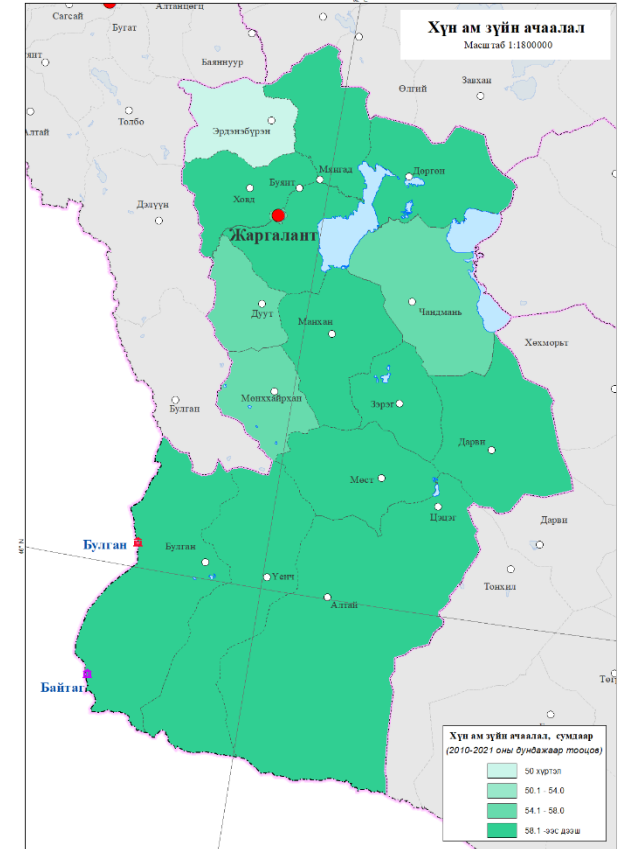 Хүн ам зүйн ачаалал
Масштаб 1:1800000
Сагсай
Алтанцөгц
Бугат
Баяннуур
Өлгий
Завхан
Толбо
Алтай
Эрдэнэбүрэн
Мянгад
Дөргөн
Буянт
Ховд
Дэлүүн
Жаргалант
Дуут
Манхан
Чандмань
Хөхморьт
Мөнххайрхан
Булган
Зэрэг
Дарви
Мөст
Цэцэг
Дарви
Булган
Булган
Үенч
Тонхил
Алтай
Байтаг
Хүн ам зүйн ачаалал, сумдаар
(2010-2021 оны дунджаар тооцов)
50 хүртэл
50.1 - 54.0
54.1 - 58.0
58.1 -ээс дээш